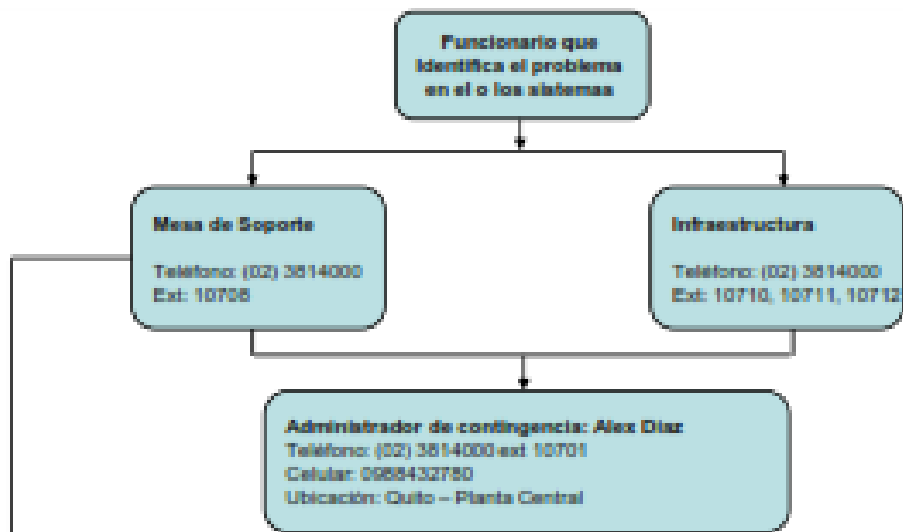 Funcionario que
identifica el problema
en el o los sistemas
Mesa de Soporte
Teléfono: (02) 3814000
Ext: 10708
Infraestructura
Teléfono: (02) 3814000
Ext: 10710, 10711, 10712
Administrador de contingencia: Alex Díaz
Teléfono: (02) 3814000 ext 10701
Celular: 0988432780
Ubicación: Quito – Planta Central